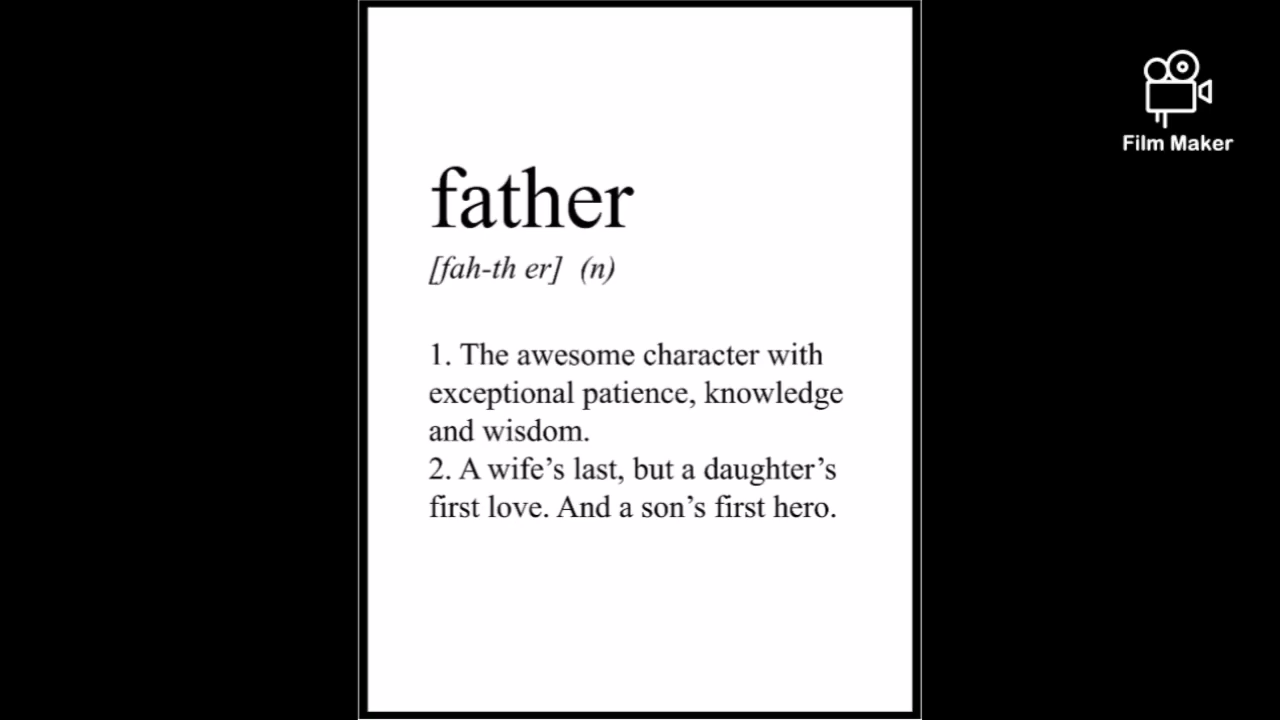 Film Maker
father
[fah-th er] (n)
1. The awesome character with
exceptional patience, knowledge
and wisdom.
2. A wife’s last, but a daughter’s
first love. And a son’s first hero.